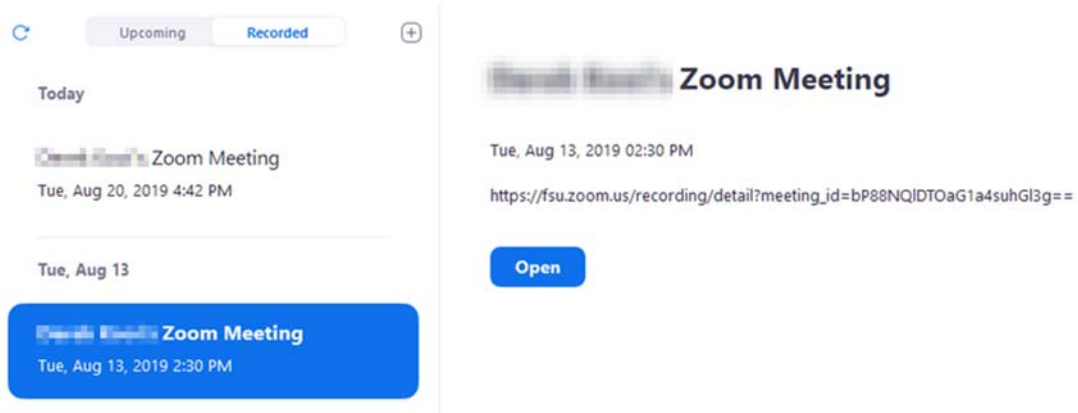 Upcoming Recorded
Today
Zoom Meeting
Tue, Aug 20, 2019 4:42 PM
Tue, Aug 13
Zoom Meeting
Tue, Aug 13, 2019 2:30 PM
Zoom Meeting
Tue, Aug 13, 2019 02:30 PM
https://fsu.zoom.us/recording/detail?meeting_id=bP88NQlDTOaG1a4suhGl3g==
Open